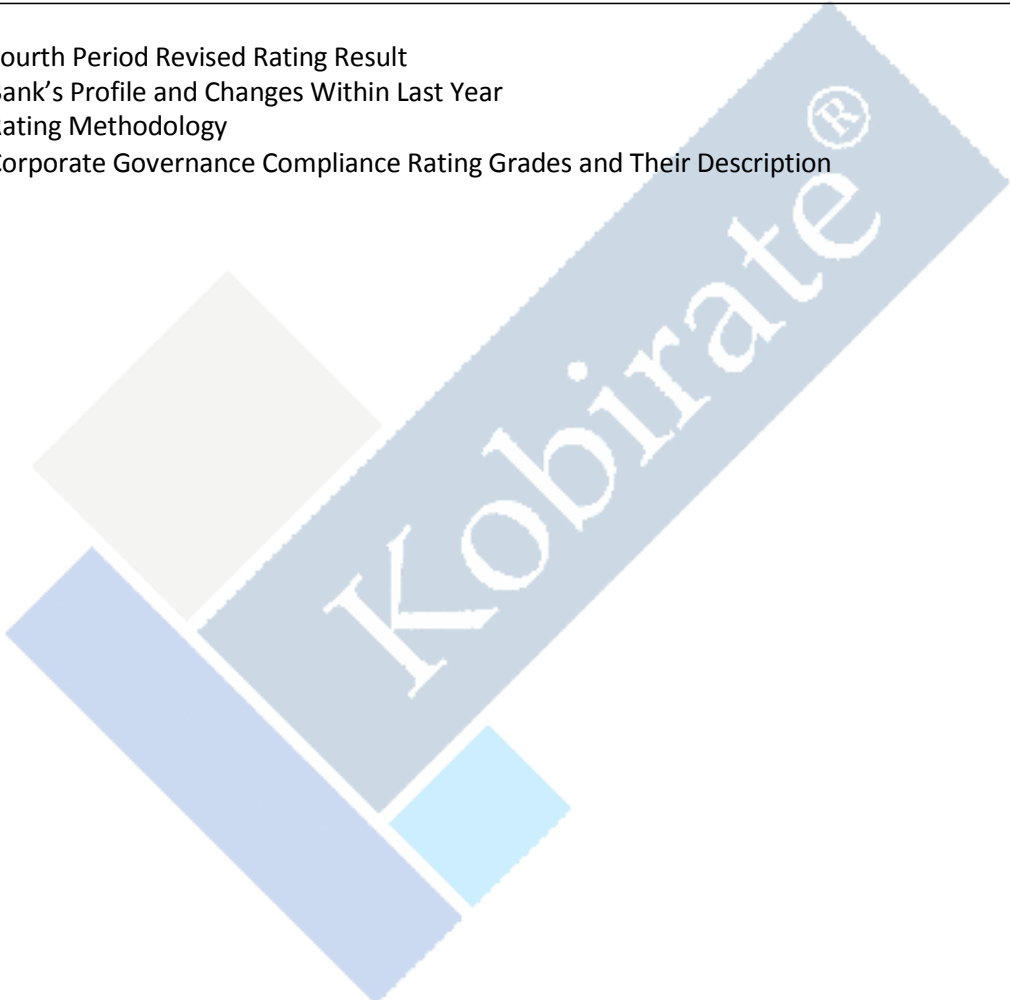 ourth Period Revised Rating Result
ank's Profile and Changes Within Last Year
ating Methodology
orporate Governance Compliance Rating Grades and Their Description
Kobirate®